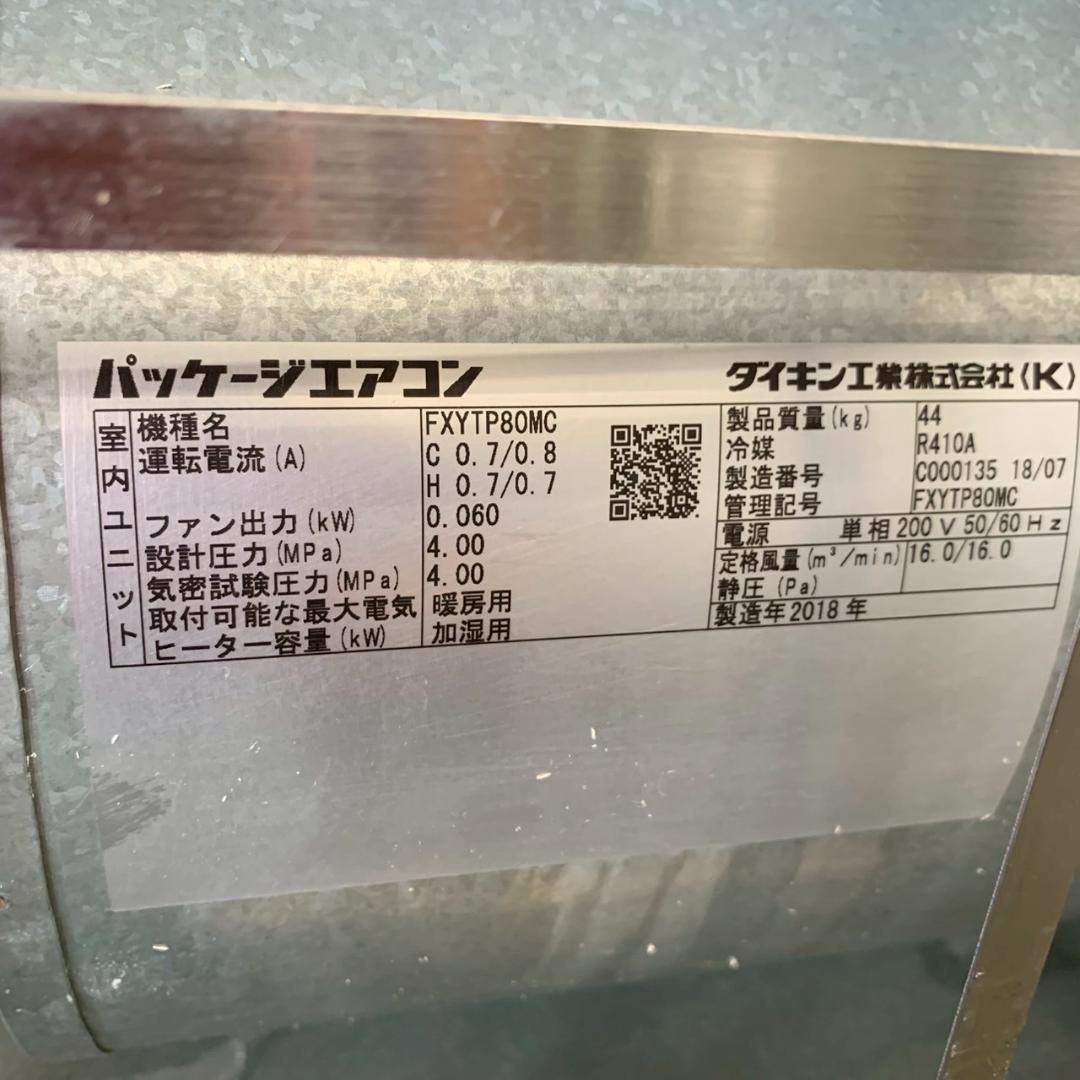 パッケージエアコン
ダイキン工業株式会社〈K〉
室内ユニット
機種名 FXYTP80MC
運転電流(A) C 0.7/0.8
H 0.7/0.7
ファン出力(kW) 0.060
設計圧力(MPa) 4.00
気密試験圧力(MPa) 4.00
取付可能な最大電気 暖房用
ヒーター容量(kW) 加湿用
製品質量(kg) 44
冷媒 R410A
製造番号 C000135 18/07
管理記号 FXYTP80MC
電源 単相200V 50/60Hz
定格風量(m³/min) 16.0/16.0
静圧(Pa)
製造年2018年